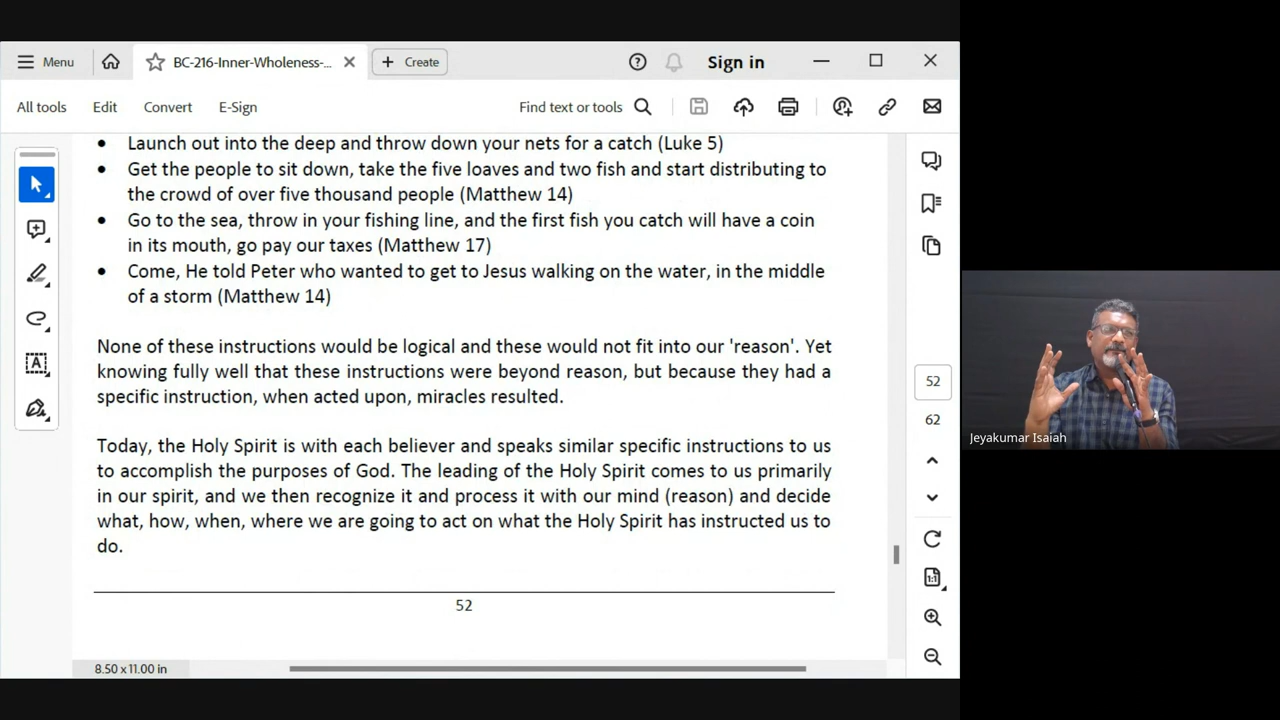 Menu
BC-216-Inner-Wholeness-...
Create
Sign in
All tools
Edit
Convert
E-Sign
Find text or tools
• Launch out into the deep and throw down your nets for a catch (Luke 5)
• Get the people to sit down, take the five loaves and two fish and start distributing to
the crowd of over five thousand people (Matthew 14)
• Go to the sea, throw in your fishing line, and the first fish you catch will have a coin
in its mouth, go pay our taxes (Matthew 17)
• Come, He told Peter who wanted to get to Jesus walking on the water, in the middle
of a storm (Matthew 14)
None of these instructions would be logical and these would not fit into our 'reason'. Yet
knowing fully well that these instructions were beyond reason, but because they had a
specific instruction, when acted upon, miracles resulted.
Today, the Holy Spirit is with each believer and speaks similar specific instructions to us
to accomplish the purposes of God. The leading of the Holy Spirit comes to us primarily
in our spirit, and we then recognize it and process it with our mind (reason) and decide
what, how, when, where we are going to act on what the Holy Spirit has instructed us to
do.
52
8.50 x 11.00 in
52
62
1:1
Jeyakumar Isaiah